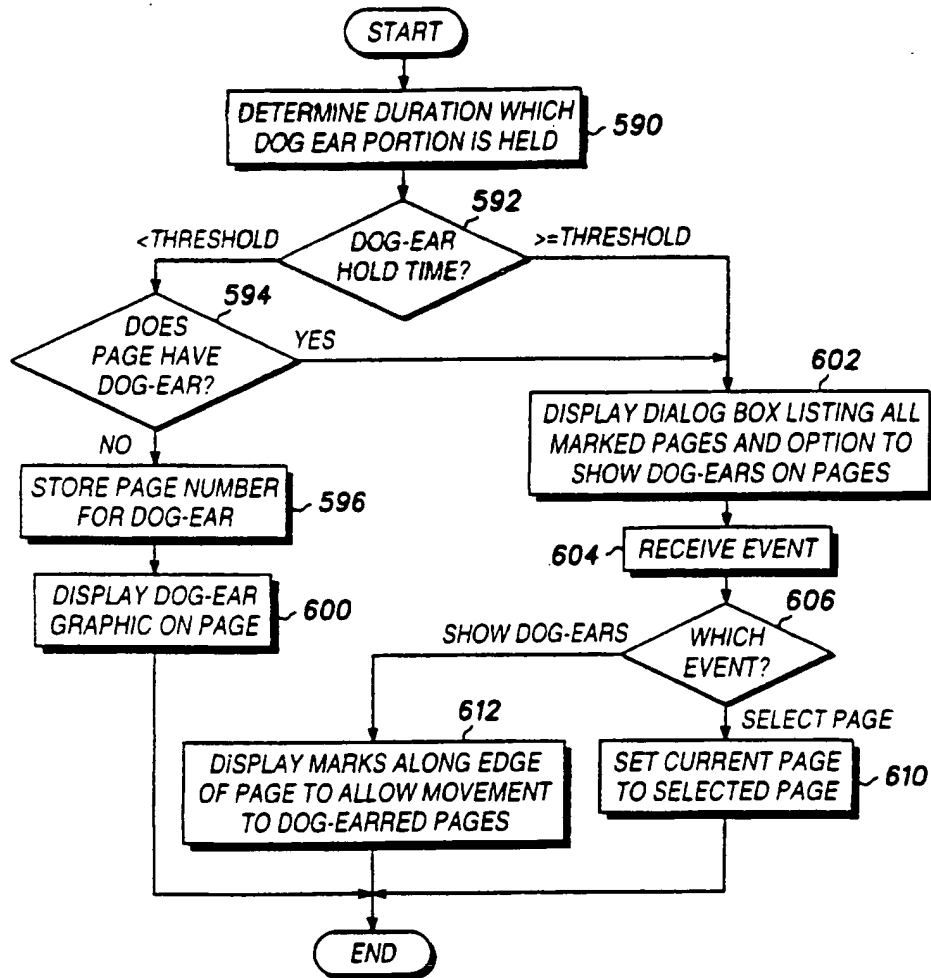 START
DETERMINE DURATION WHICH
DOG EAR PORTION IS HELD
590
592
<THRESHOLD
DOG-EAR
HOLD TIME?
>=THRESHOLD
594
DOES
PAGE HAVE
DOG-EAR?
YES
NO
602
DISPLAY DIALOG BOX LISTING ALL
MARKED PAGES AND OPTION TO
SHOW DOG-EARS ON PAGES
STORE PAGE NUMBER
FOR DOG-EAR
596
604
RECEIVE EVENT
DISPLAY DOG-EAR
GRAPHIC ON PAGE
600
606
SHOW DOG-EARS
WHICH
EVENT?
SELECT PAGE
612
DISPLAY MARKS ALONG EDGE
OF PAGE TO ALLOW MOVEMENT
TO DOG-EARRED PAGES
SET CURRENT PAGE
TO SELECTED PAGE
610
END